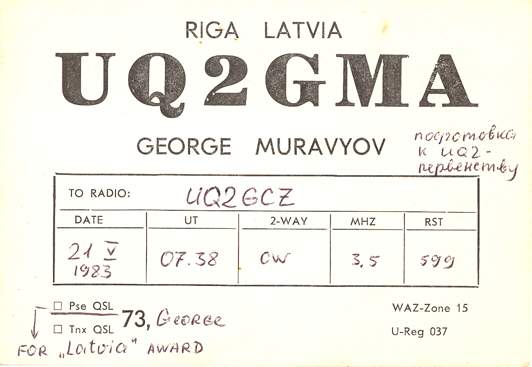 RIGA LATVIA
UQ2GMA
GEORGE MURAVYOV
подготовка
к UQ2-
первенству
TO RADIO: UQ2GCZ
DATE UT 2-WAY MHZ RST
21 V 1983 07.38 CW 3,5 599
□ Pse QSL
□ Tnx QSL
73, GEORGE
FOR „Latvia" AWARD
WAZ-Zone 15
U-Reg 037